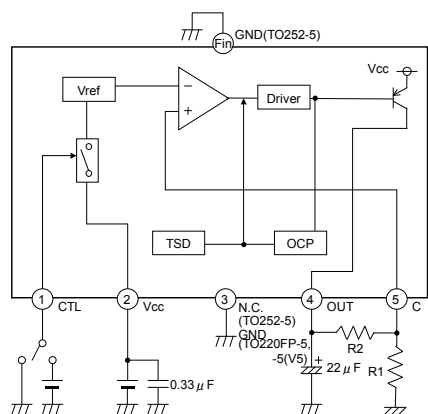 Fin
GND(TO252-5)
Vcc
Vref
−
+
Driver
TSD
OCP
1
CTL
2
Vcc
3
N.C.
(TO252-5)
GND
(TO220FP-5,
-5(V5)
4
OUT
5
C
0.33μF
+
22μF
R2
R1